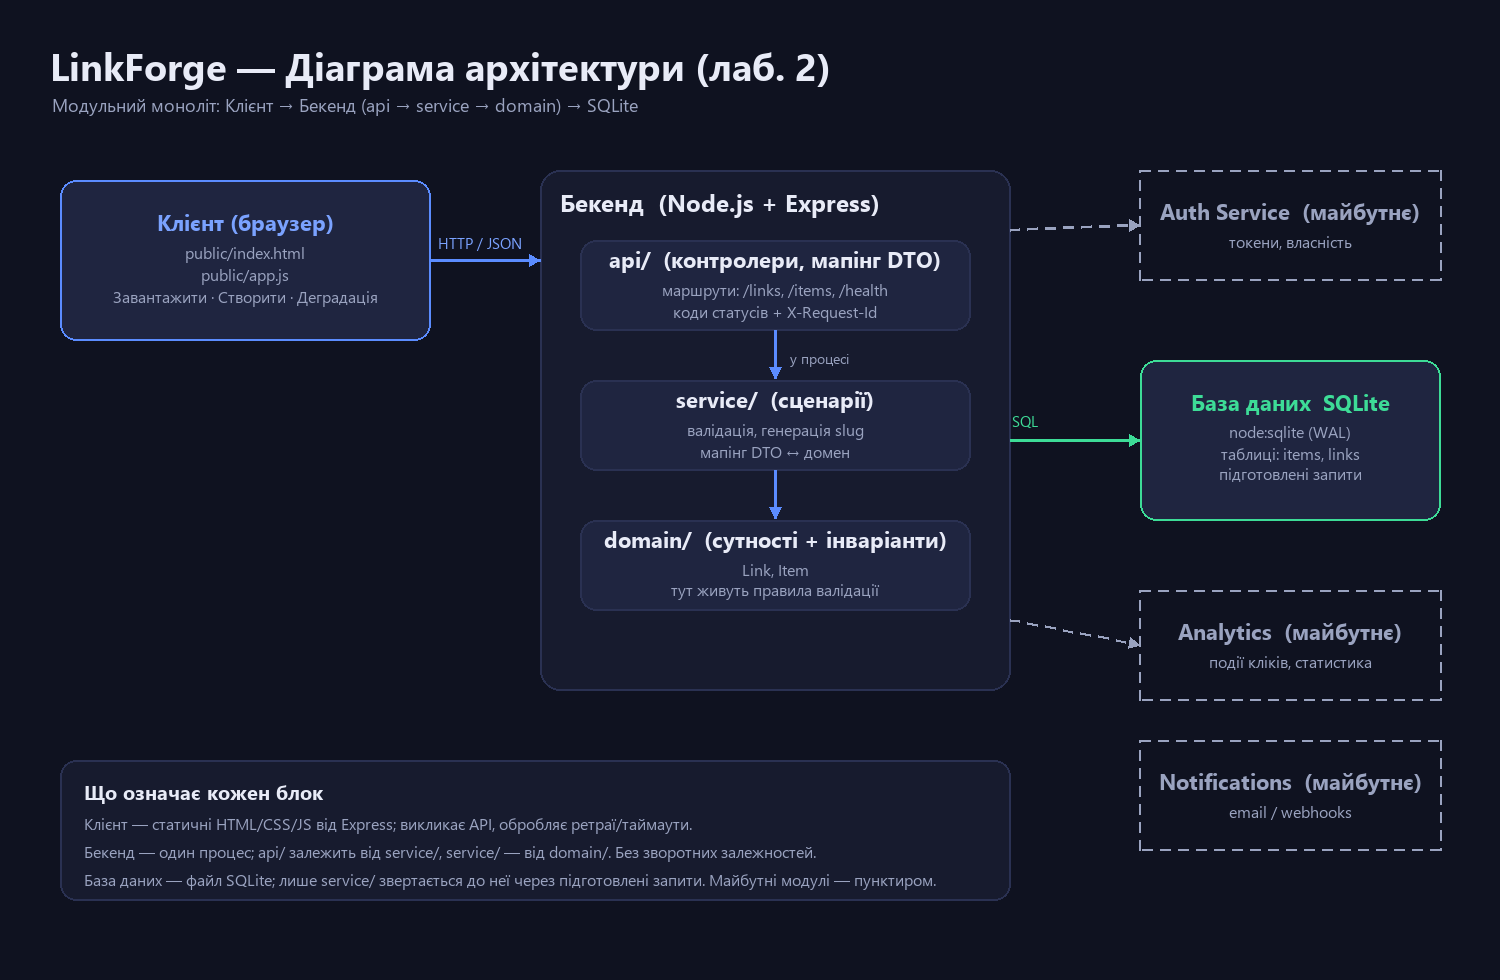 LinkForge — Діаграма архітектури (лаб. 2)
Модульний моноліт: Клієнт → Бекенд (api → service → domain) → SQLite
Клієнт (браузер)
public/index.html
public/app.js
Завантажити · Створити · Деградація
HTTP / JSON
Бекенд (Node.js + Express)
api/ (контролери, мапінг DTO)
маршрути: /links, /items, /health
коди статусів + X-Request-Id
у процесі
service/ (сценарії)
валідація, генерація slug
мапінг DTO ↔ домен
domain/ (сутності + інваріанти)
Link, Item
тут живуть правила валідації
Auth Service (майбутнє)
токени, власність
SQL
База даних SQLite
node:sqlite (WAL)
таблиці: items, links
підготовлені запити
Analytics (майбутнє)
події кліків, статистика
Notifications (майбутнє)
email / webhooks
Що означає кожен блок
Клієнт — статичні HTML/CSS/JS від Express; викликає API, обробляє ретраї/таймаути.
Бекенд — один процес; api/ залежить від service/, service/ — від domain/. Без зворотних залежностей.
База даних — файл SQLite; лише service/ звертається до неї через підготовлені запити. Майбутні модулі — пунктиром.